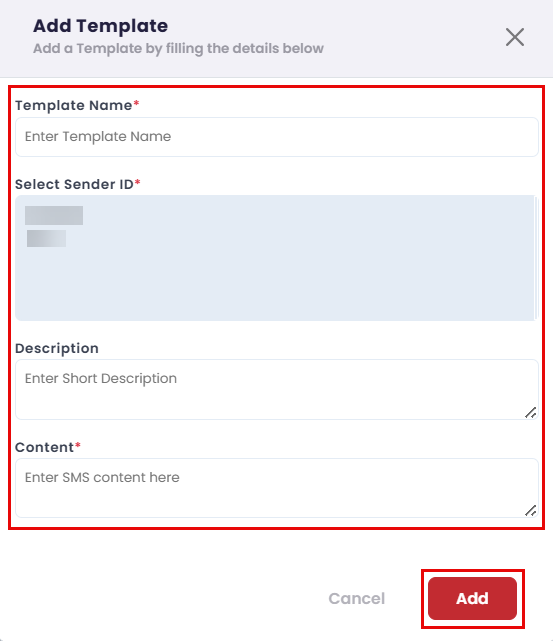 Add Template
Add a Template by filling the details below
Template Name*
Enter Template Name
Select Sender ID*
Description
Enter Short Description
Content*
Enter SMS content here
Cancel
Add